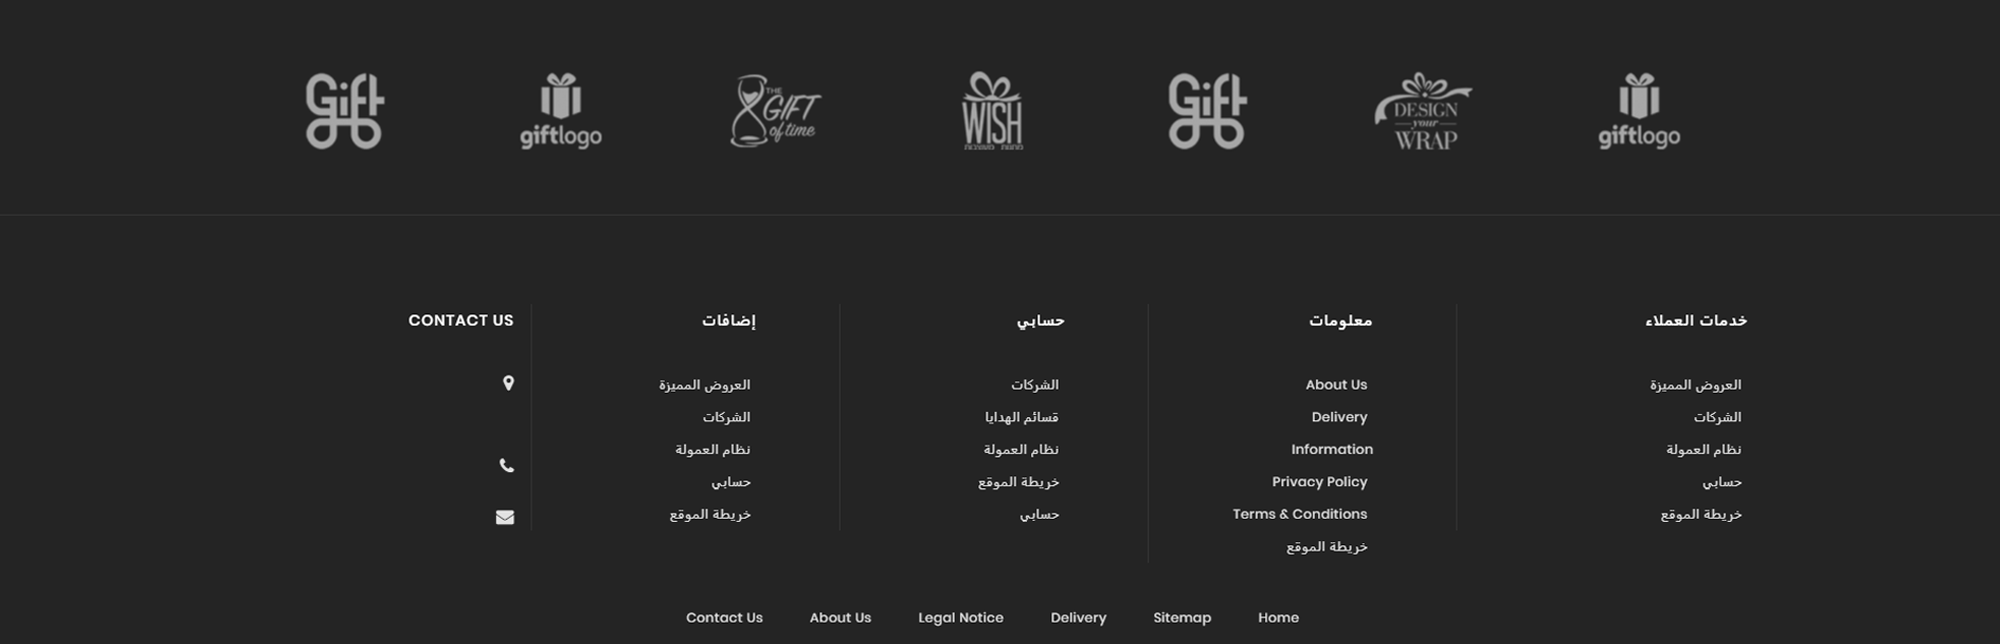 Gift
giftlogo
THE
GIFT
of time
WISH
Gift
DESIGN
your
WRAP
giftlogo
خدمات العملاء
العروض المميزة
الشركات
نظام العمولة
حسابي
خريطة الموقع
معلومات
About Us
Delivery
Information
Privacy Policy
Terms & Conditions
خريطة الموقع
حسابي
الشركات
قسائم الهدايا
نظام العمولة
خريطة الموقع
حسابي
إضافات
العروض المميزة
الشركات
نظام العمولة
حسابي
خريطة الموقع
CONTACT US
Contact Us About Us Legal Notice Delivery Sitemap Home